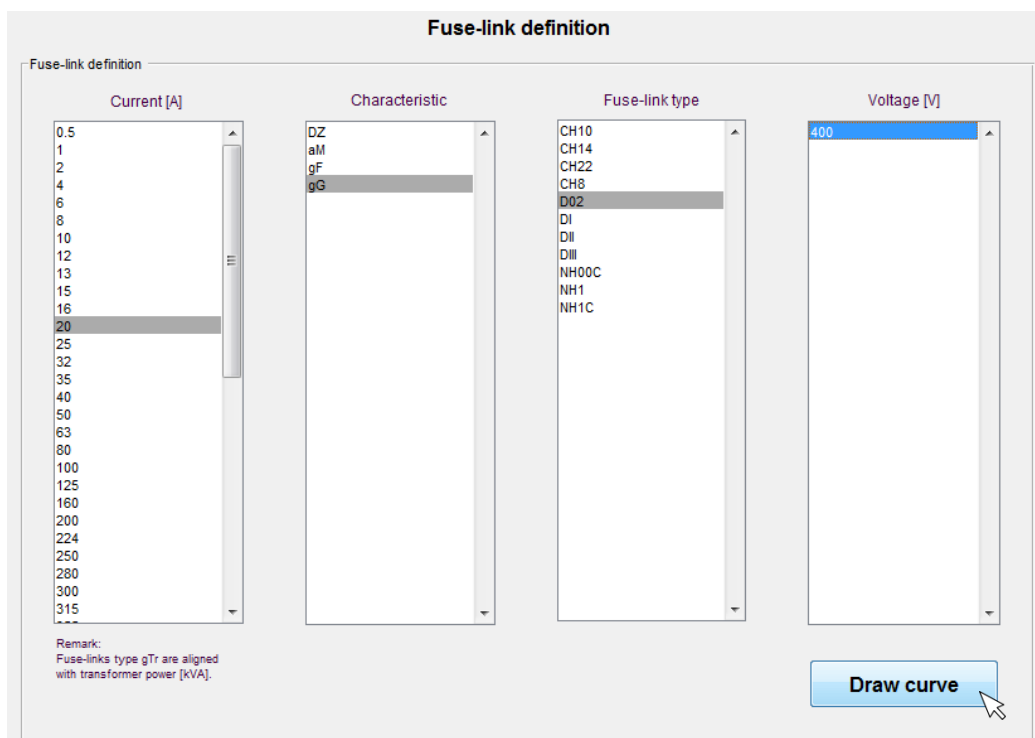 Fuse-link definition
Fuse-link definition
Current [A]
0.5
1
2
4
6
8
10
12
13
15
16
20
25
32
35
40
50
63
80
100
125
160
200
224
250
280
300
315
Remark:
Fuse-links type gTr are aligned
with transformer power [kVA].
Characteristic
DZ
aM
gF
gG
Fuse-link type
CH10
CH14
CH22
CH8
D02
DI
DII
DIII
NH00C
NH1
NH1C
Voltage [V]
400
Draw curve